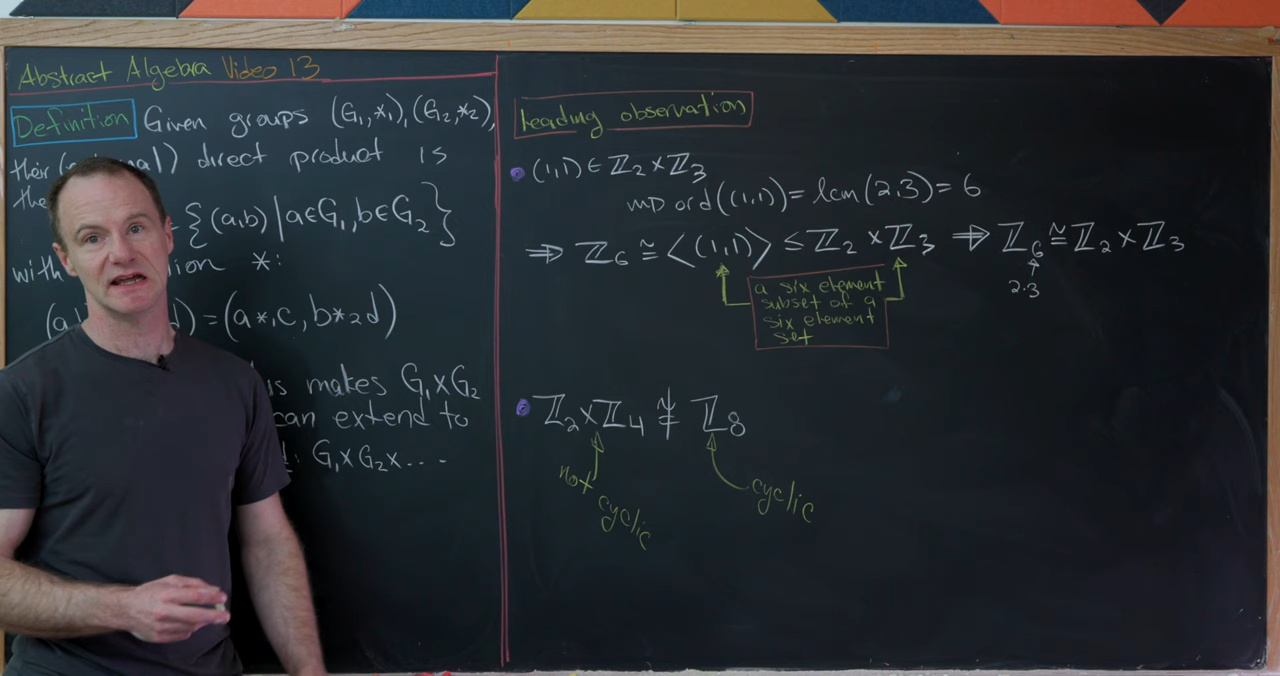 Abstract Algebra Video 13
Definition Given groups (G₁,*₁),(G₂,*₂),
their direct product is
the = {(a,b) | a∈G₁, b∈G₂}
with *:
(a d) = (a *₁ c, b *₂ d)
makes G₁×G₂
can extend to
G₁×G₂×...
Leading observation
• (1,1) ∈ ℤ₂×ℤ₃
⇝ ord((1,1)) = lcm(2,3) = 6
⇒ ℤ₆ ≅ ⟨(1,1)⟩ ≤ ℤ₂×ℤ₃ ⇒ ℤ₆ ≅ ℤ₂×ℤ₃
2·3
a six element
subset of a
six element
set
• ℤ₂×ℤ₄ ≇ ℤ₈
not cyclic
cyclic